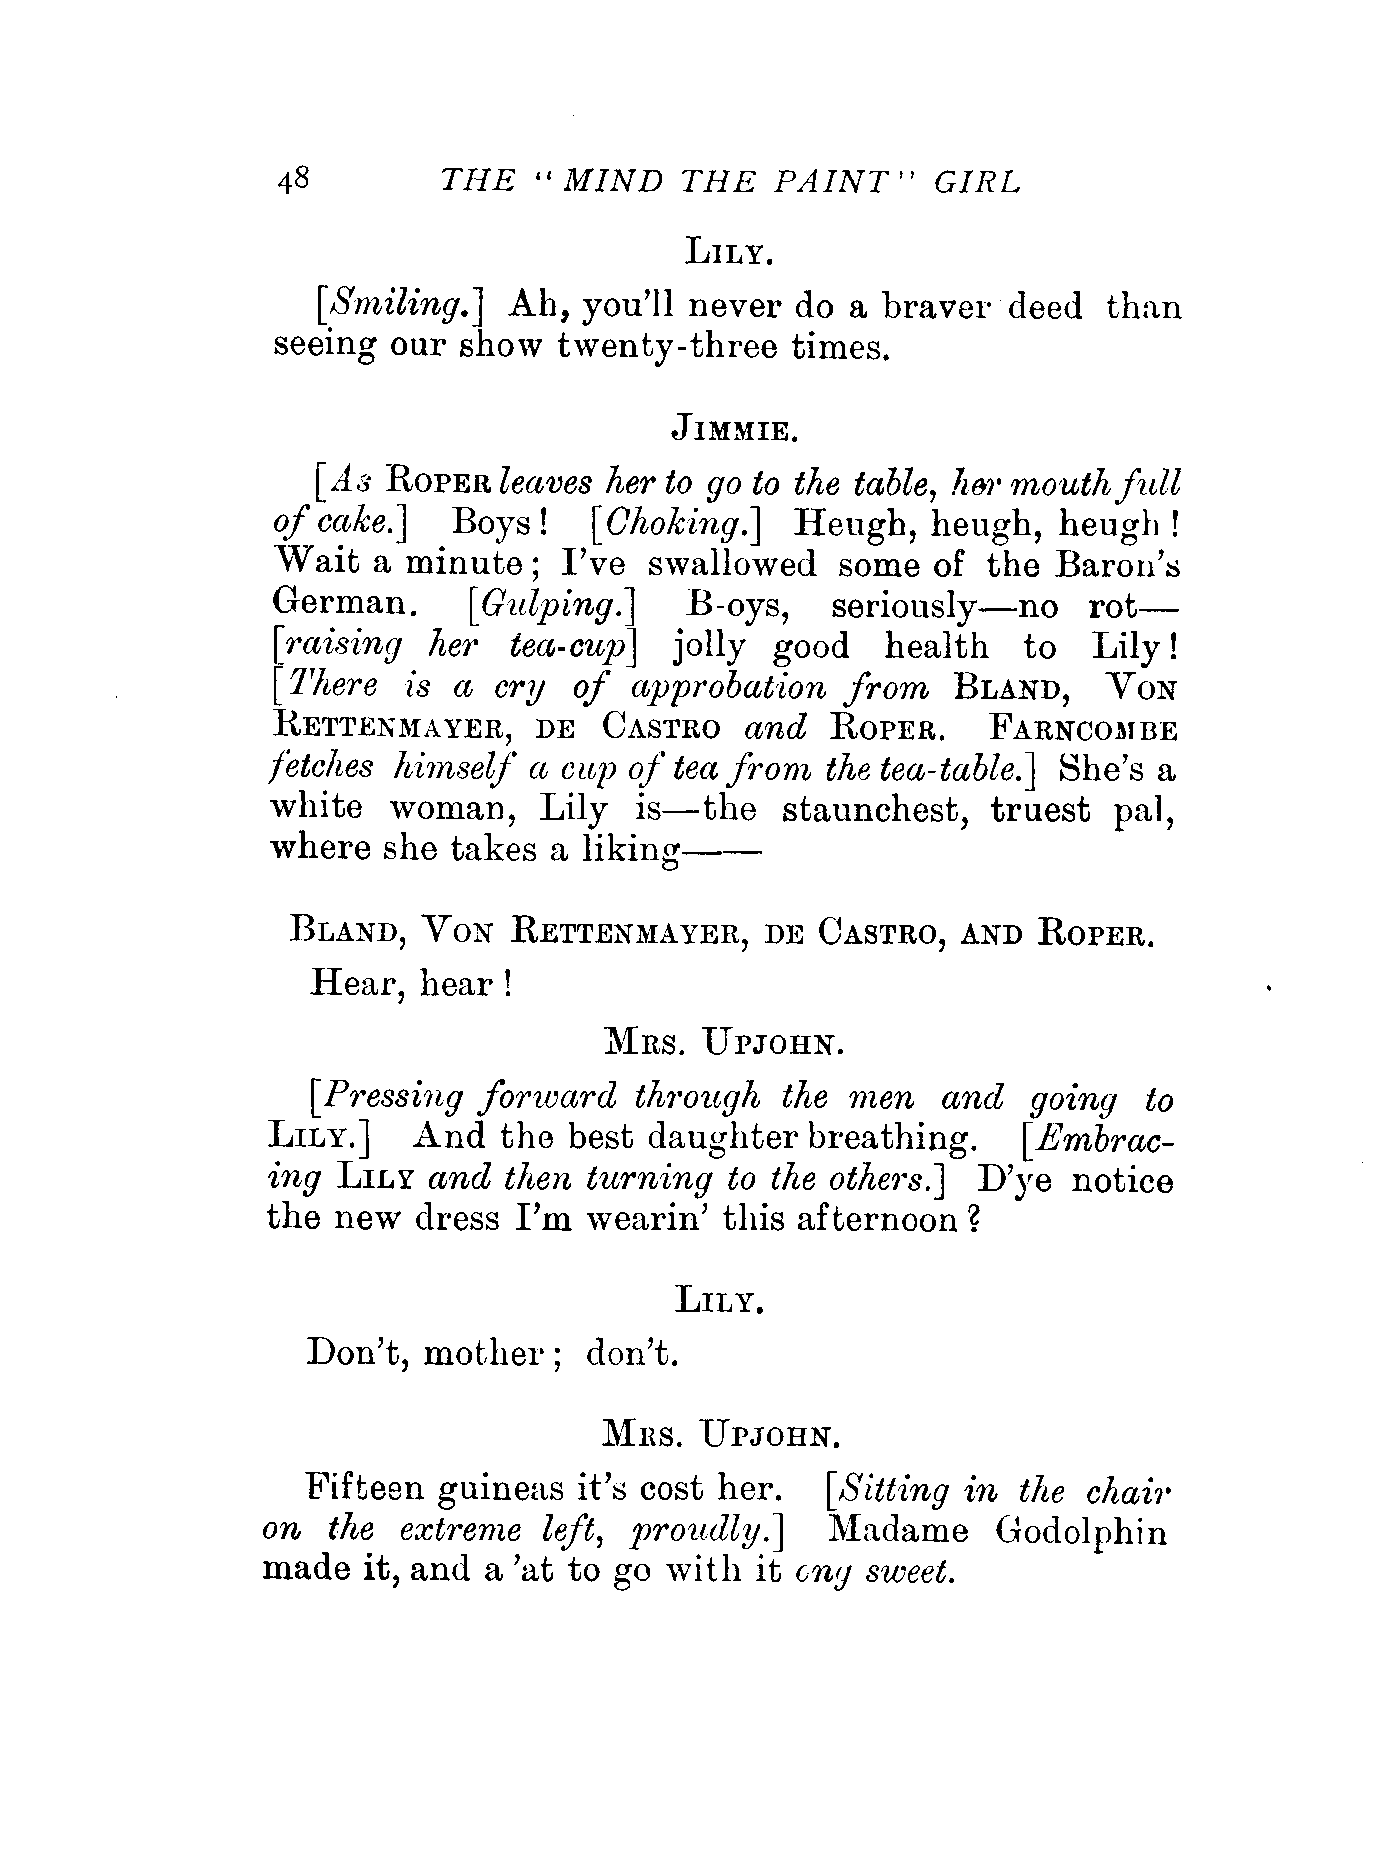 48 THE "MIND THE PAINT" GIRL
LILY.
[Smiling.] Ah, you'll never do a braver deed than
seeing our show twenty-three times.
JIMMIE.
[As ROPER leaves her to go to the table, her mouth full
of cake.] Boys! [Choking.] Heugh, heugh, heugh!
Wait a minute; I've swallowed some of the Baron's
German. [Gulping.] B-oys, seriously—no rot—
[raising her tea-cup] jolly good health to Lily!
[There is a cry of approbation from BLAND, VON
RETTENMAYER, DE CASTRO and ROPER. FARNCOMBE
fetches himself a cup of tea from the tea-table.] She's a
white woman, Lily is—the staunchest, truest pal,
where she takes a liking——
BLAND, VON RETTENMAYER, DE CASTRO, AND ROPER.
Hear, hear!
MRS. UPJOHN.
[Pressing forward through the men and going to
LILY.] And the best daughter breathing. [Embrac-
ing LILY and then turning to the others.] D'ye notice
the new dress I'm wearin' this afternoon?
LILY.
Don't, mother; don't.
MRS. UPJOHN.
Fifteen guineas it's cost her. [Sitting in the chair
on the extreme left, proudly.] Madame Godolphin
made it, and a 'at to go with it ong sweet.